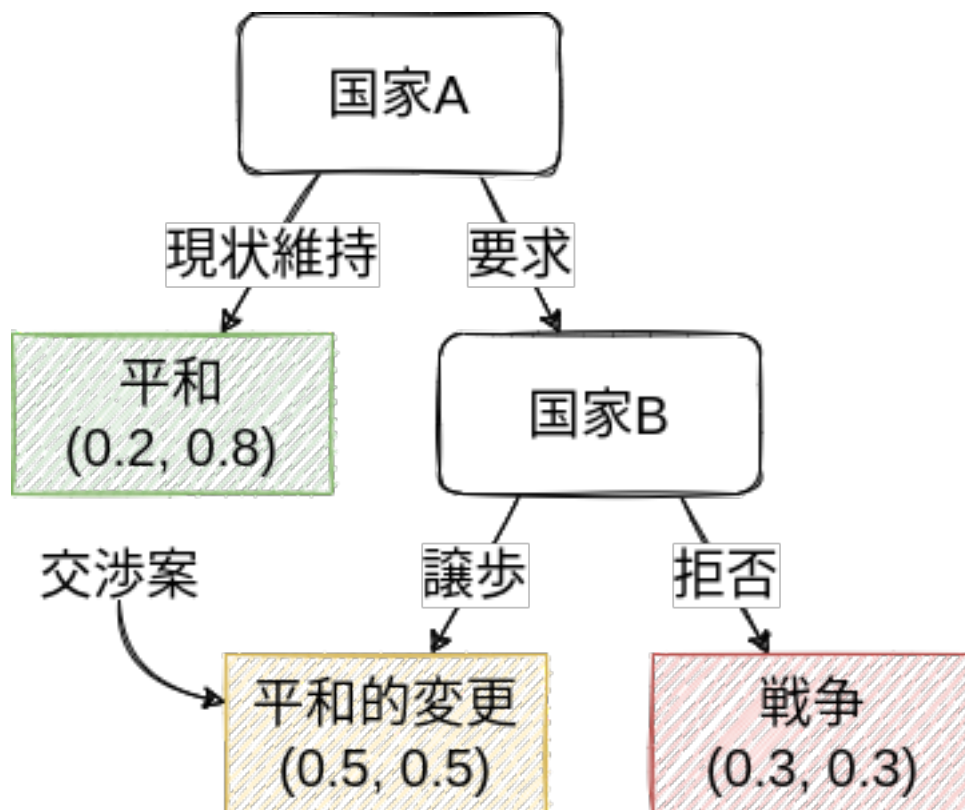 国家A
現状維持
要求
平和
(0.2, 0.8)
国家B
交渉案
譲歩
拒否
平和的変更
(0.5, 0.5)
戦争
(0.3, 0.3)